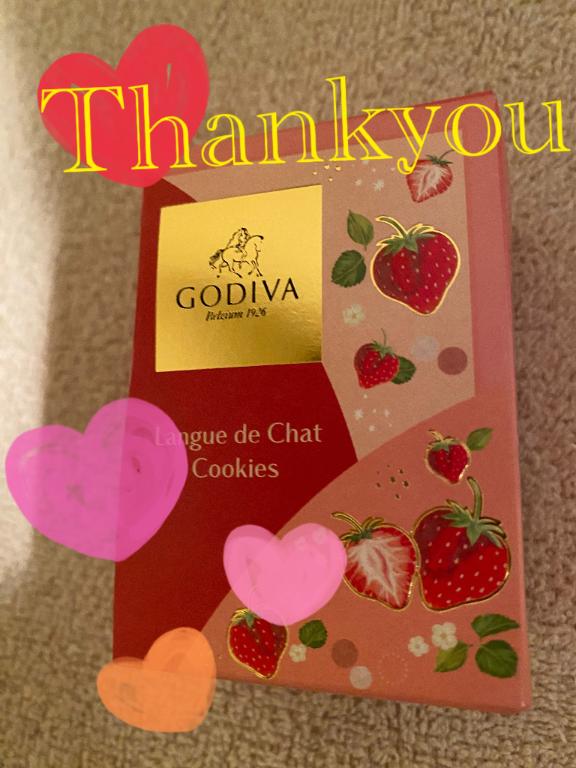 Thankyou
GODIVA
Belgium 1926
Langue de Chat
Cookies